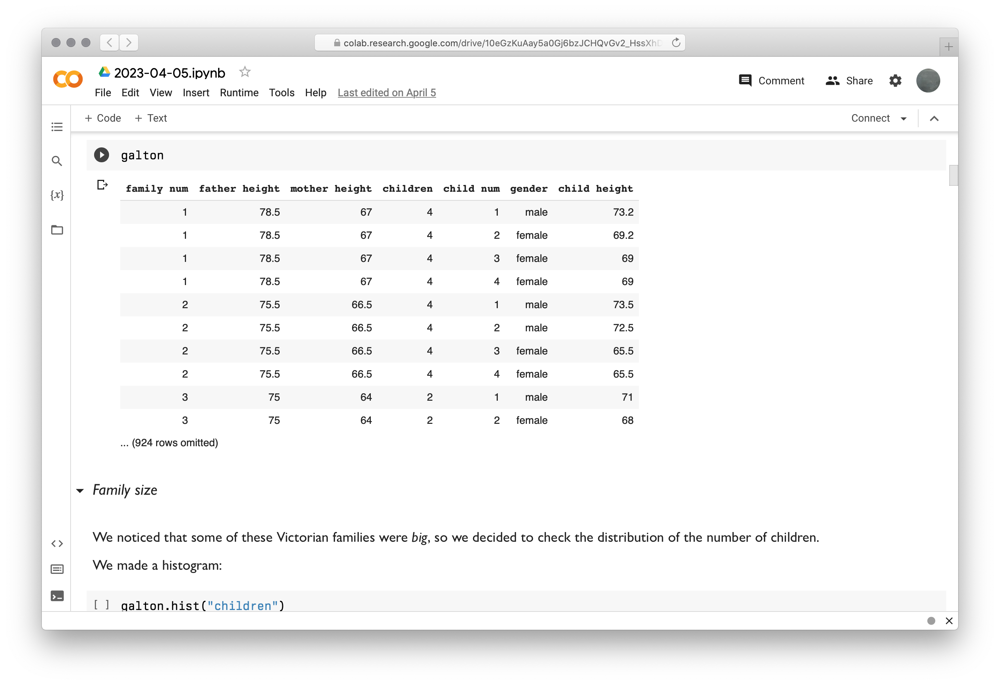 colab.research.google.com/drive/10eGzKuAay5a0Gj6bzJCHQvGv2_HssXhD
2023-04-05.ipynb
Comment Share
File Edit View Insert Runtime Tools Help Last edited on April 5
+ Code + Text Connect
galton
{x}
family num father height mother height children child num gender child height
1 78.5 67 4 1 male 73.2
1 78.5 67 4 2 female 69.2
1 78.5 67 4 3 female 69
1 78.5 67 4 4 female 69
2 75.5 66.5 4 1 male 73.5
2 75.5 66.5 4 2 male 72.5
2 75.5 66.5 4 3 female 65.5
2 75.5 66.5 4 4 female 65.5
3 75 64 2 1 male 71
3 75 64 2 2 female 68
... (924 rows omitted)
Family size
We noticed that some of these Victorian families were big, so we decided to check the distribution of the number of children.
We made a histogram:
[ ] galton.hist("children")